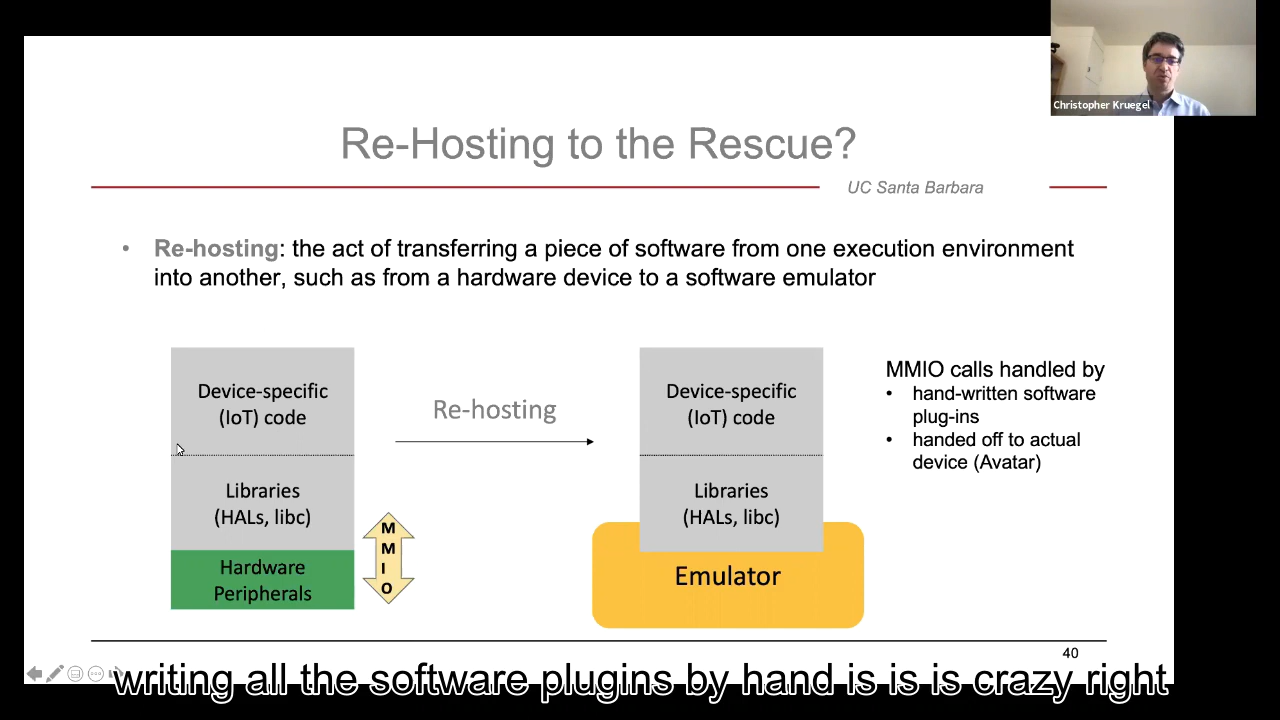 Christopher Kruegel
Re-Hosting to the Rescue?
UC Santa Barbara
• Re-hosting: the act of transferring a piece of software from one execution environment
into another, such as from a hardware device to a software emulator
Device-specific
(IoT) code
Libraries
(HALs, libc)
Hardware
Peripherals
M
M
I
O
Re-hosting
Device-specific
(IoT) code
Libraries
(HALs, libc)
Emulator
MMIO calls handled by
• hand-written software
plug-ins
• handed off to actual
device (Avatar)
40
writing all the software plugins by hand is is is crazy right